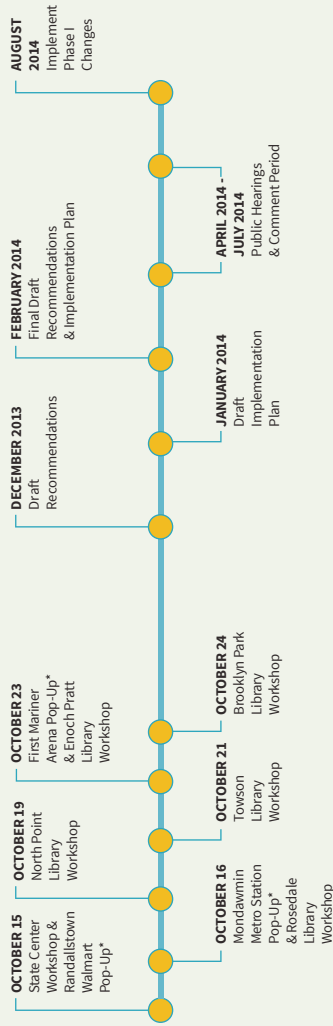 OCTOBER 15
State Center
Workshop &
Randallstown
Walmart
Pop-Up*
OCTOBER 16
Mondawmin
Metro Station
Pop-Up*
& Rosedale
Library
Workshop
OCTOBER 19
North Point
Library
Workshop
OCTOBER 21
Towson
Library
Workshop
OCTOBER 23
First Mariner
Arena Pop-Up*
& Enoch Pratt
Library
Workshop
OCTOBER 24
Brooklyn Park
Library
Workshop
DECEMBER 2013
Draft
Recommendations
JANUARY 2014
Draft
Implementation
Plan
FEBRUARY 2014
Final Draft
Recommendations
& Implementation Plan
APRIL 2014 -
JULY 2014
Public Hearings
& Comment Period
AUGUST
2014
Implement
Phase I
Changes